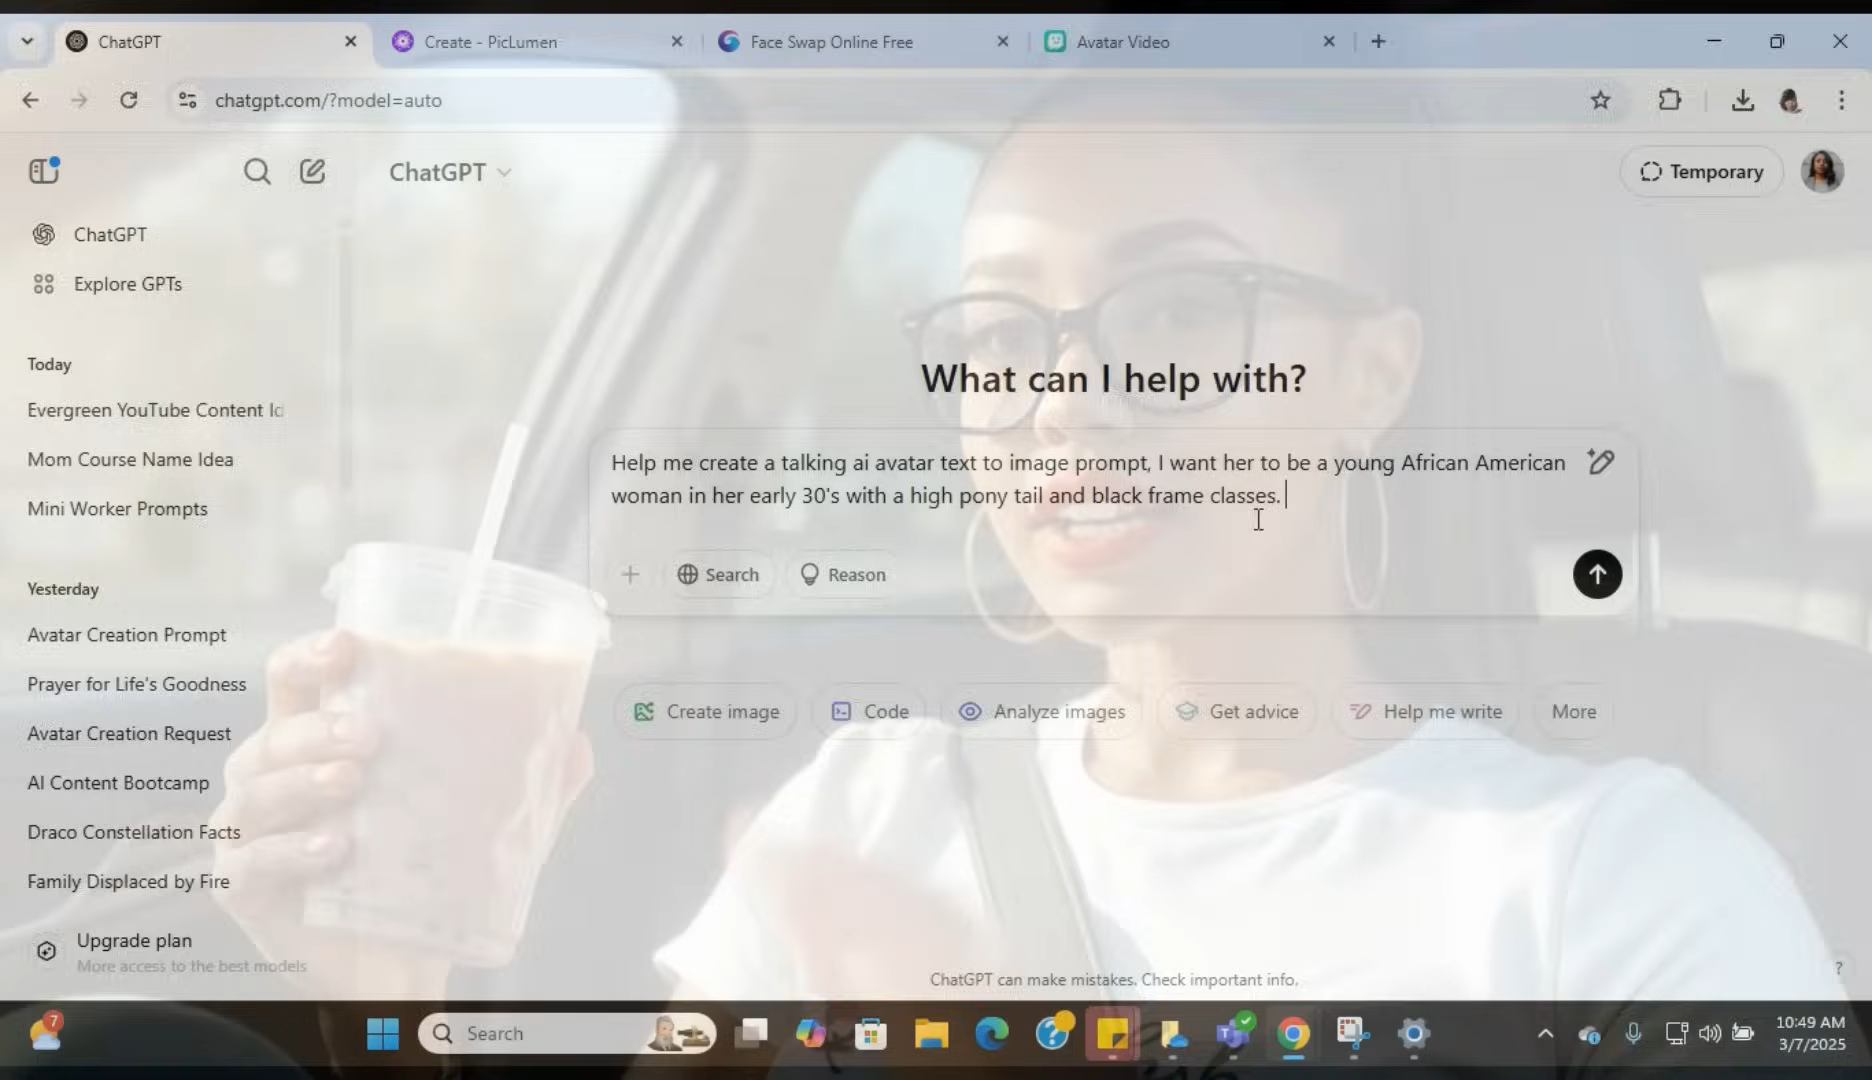 ChatGPT
Create - PicLumen
Face Swap Online Free
Avatar Video
chatgpt.com/?model=auto
ChatGPT
Temporary
ChatGPT
Explore GPTs
Today
Evergreen YouTube Content Id
Mom Course Name Idea
Mini Worker Prompts
Yesterday
Avatar Creation Prompt
Prayer for Life's Goodness
Avatar Creation Request
AI Content Bootcamp
Draco Constellation Facts
Family Displaced by Fire
Upgrade plan
More access to the best models
What can I help with?
Help me create a talking ai avatar text to image prompt, I want her to be a young African American
woman in her early 30's with a high pony tail and black frame classes.
Search
Reason
Create image
Code
Analyze images
Get advice
Help me write
More
ChatGPT can make mistakes. Check important info.
?
7
Search
10:49 AM
3/7/2025